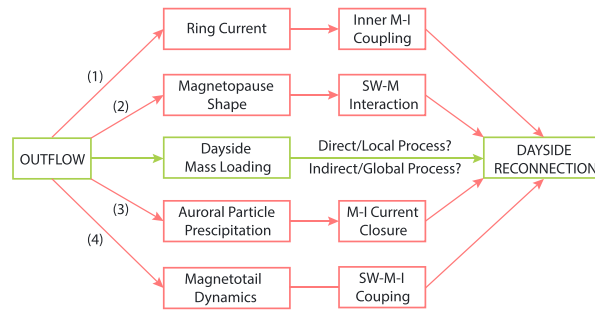 Ring Current
Inner M-I
Coupling
(1)
Magnetopause
Shape
SW-M
Interaction
(2)
OUTFLOW
Dayside
Mass Loading
Direct/Local Process?
Indirect/Global Process?
DAYSIDE
RECONNECTION
(3)
Auroral Particle
Prescipitation
M-I Current
Closure
(4)
Magnetotail
Dynamics
SW-M-I
Couping